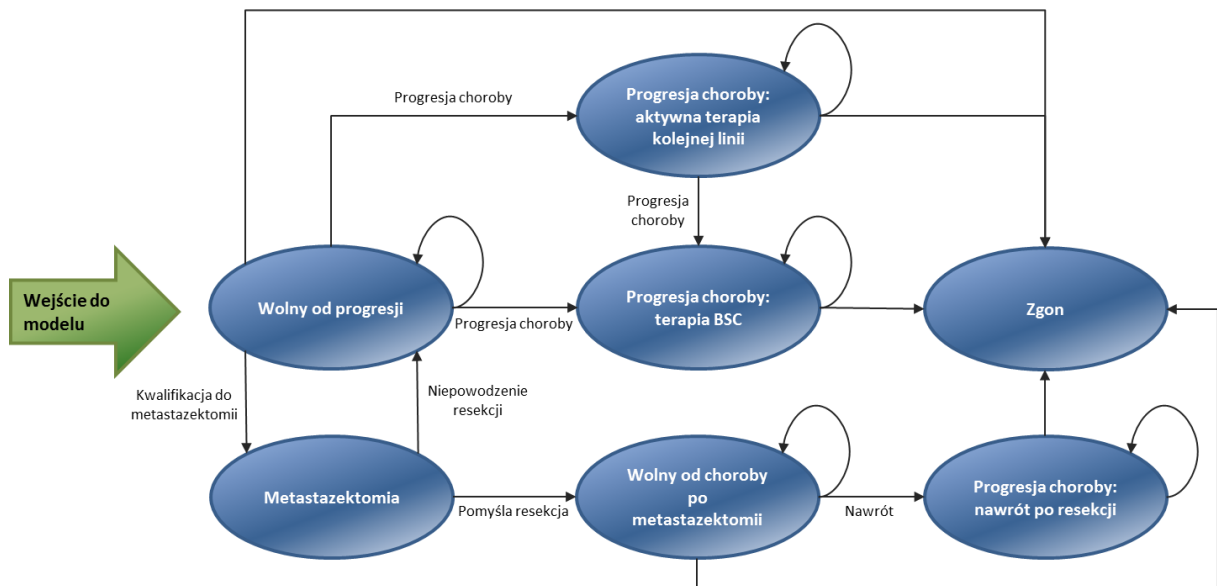 Progresja choroby
Progresja choroby:
aktywna terapia
kolejnej linii
Progresja
choroby
Wejście do
modelu
Wolny od progresji
Progresja choroby
Progresja choroby:
terapia BSC
Zgon
Kwalifikacja do
metastazektomii
Niepowodzenie
resekcji
Metastazektomia
Pomyśla resekcja
Wolny od choroby
po
metastazektomii
Nawrót
Progresja choroby:
nawrót po resekcji